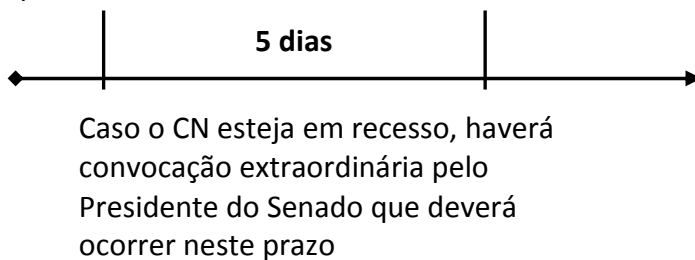 5 dias
Caso o CN esteja em recesso, haverá
convocação extraordinária pelo
Presidente do Senado que deverá
ocorrer neste prazo